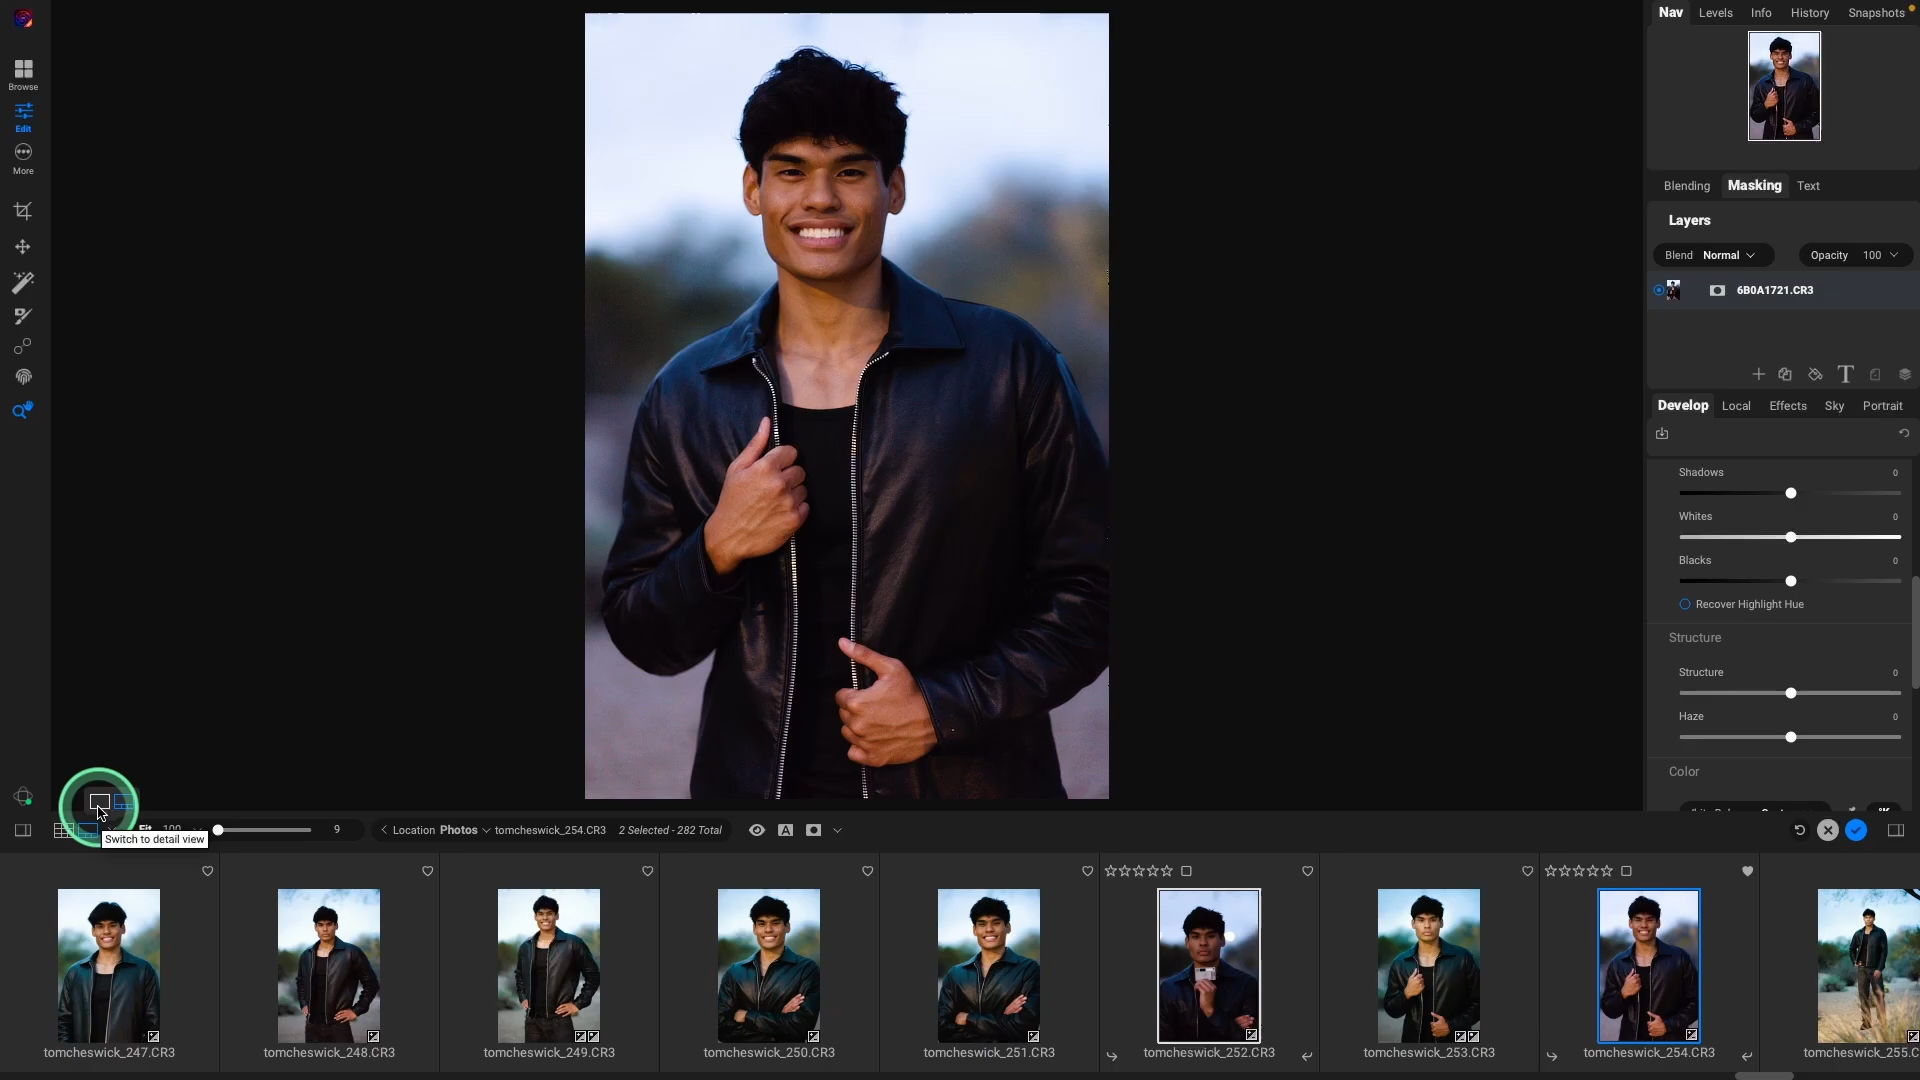 Nav Levels Info History Snapshots
Browse
Edit
More
Blending Masking Text
Layers
Blend Normal Opacity 100
6B0A1721.CR3
T
Develop Local Effects Sky Portrait
Shadows 0
Whites 0
Blacks 0
Recover Highlight Hue
Structure
Structure 0
Haze 0
Color
Fit 100 9 Location Photos tomcheswick_254.CR3 2 Selected - 282 Total A
Switch to detail view
tomcheswick_247.CR3 tomcheswick_248.CR3 tomcheswick_249.CR3 tomcheswick_250.CR3 tomcheswick_251.CR3 tomcheswick_252.CR3 tomcheswick_253.CR3 tomcheswick_254.CR3 tomcheswick_255.C